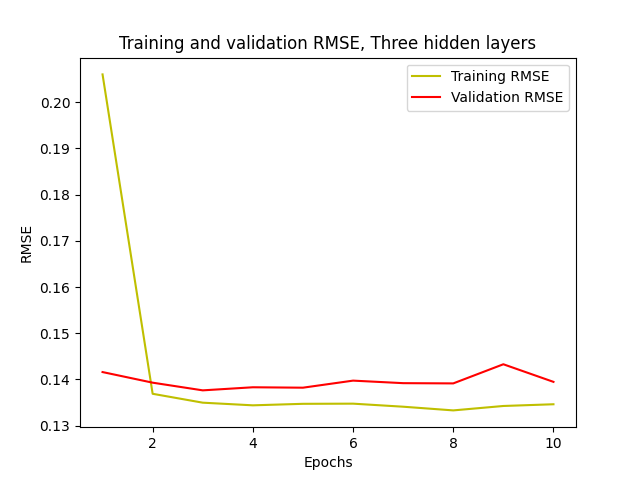 Training and validation RMSE, Three hidden layers
Training RMSE
Validation RMSE
0.20
0.19
0.18
0.17
0.16
0.15
0.14
0.13
RMSE
2
4
6
8
10
Epochs